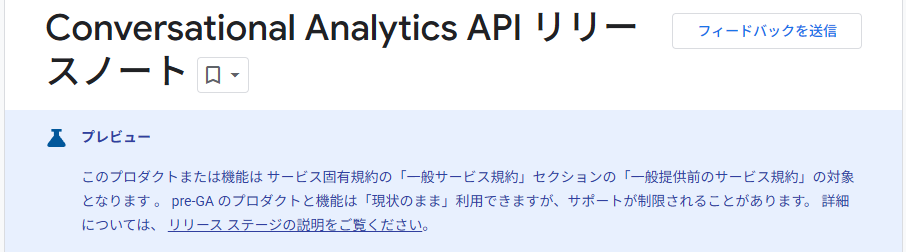 Conversational Analytics API リリー
スノート
フィードバックを送信
プレビュー
このプロダクトまたは機能は サービス固有規約の「一般サービス規約」セクションの「一般提供前のサービス規約」の対象
となります 。 pre-GA のプロダクトと機能は「現状のまま」利用できますが、サポートが制限されることがあります。 詳細
については、 リリース ステージの説明をご覧ください。